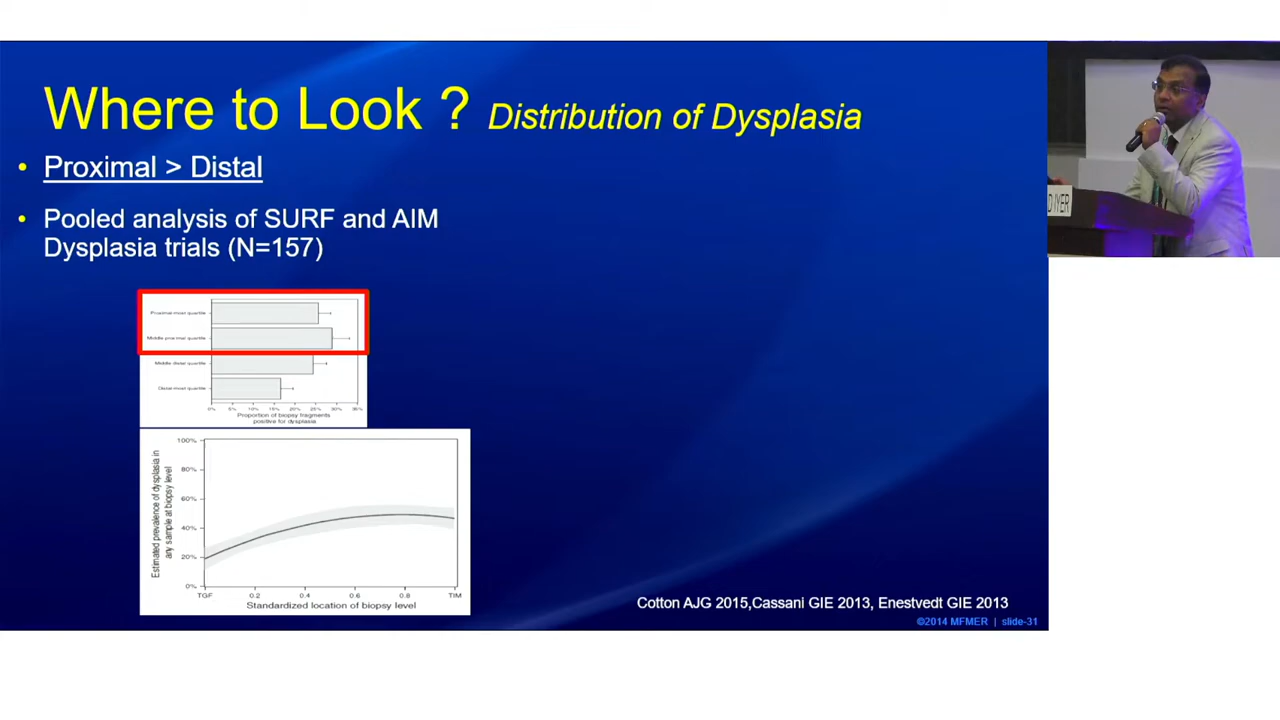 Where to Look ? Distribution of Dysplasia
• Proximal > Distal
• Pooled analysis of SURF and AIM
Dysplasia trials (N=157)
Proximal most quartile
Middle proximal quartile
Middle distal quartile
Distal most quartile
0% 5% 10% 15% 20% 25% 30% 35%
Proportion of biopsy fragments
positive for dysplasia
Estimated prevalence of dysplasia in
any sample at biopsy level
100%
80%
60%
40%
20%
0%
TGF 0.2 0.4 0.6 0.8 TIM
Standardized location of biopsy level
Cotton AJG 2015,Cassani GIE 2013, Enestvedt GIE 2013
©2014 MFMER | slide-31
D IYER